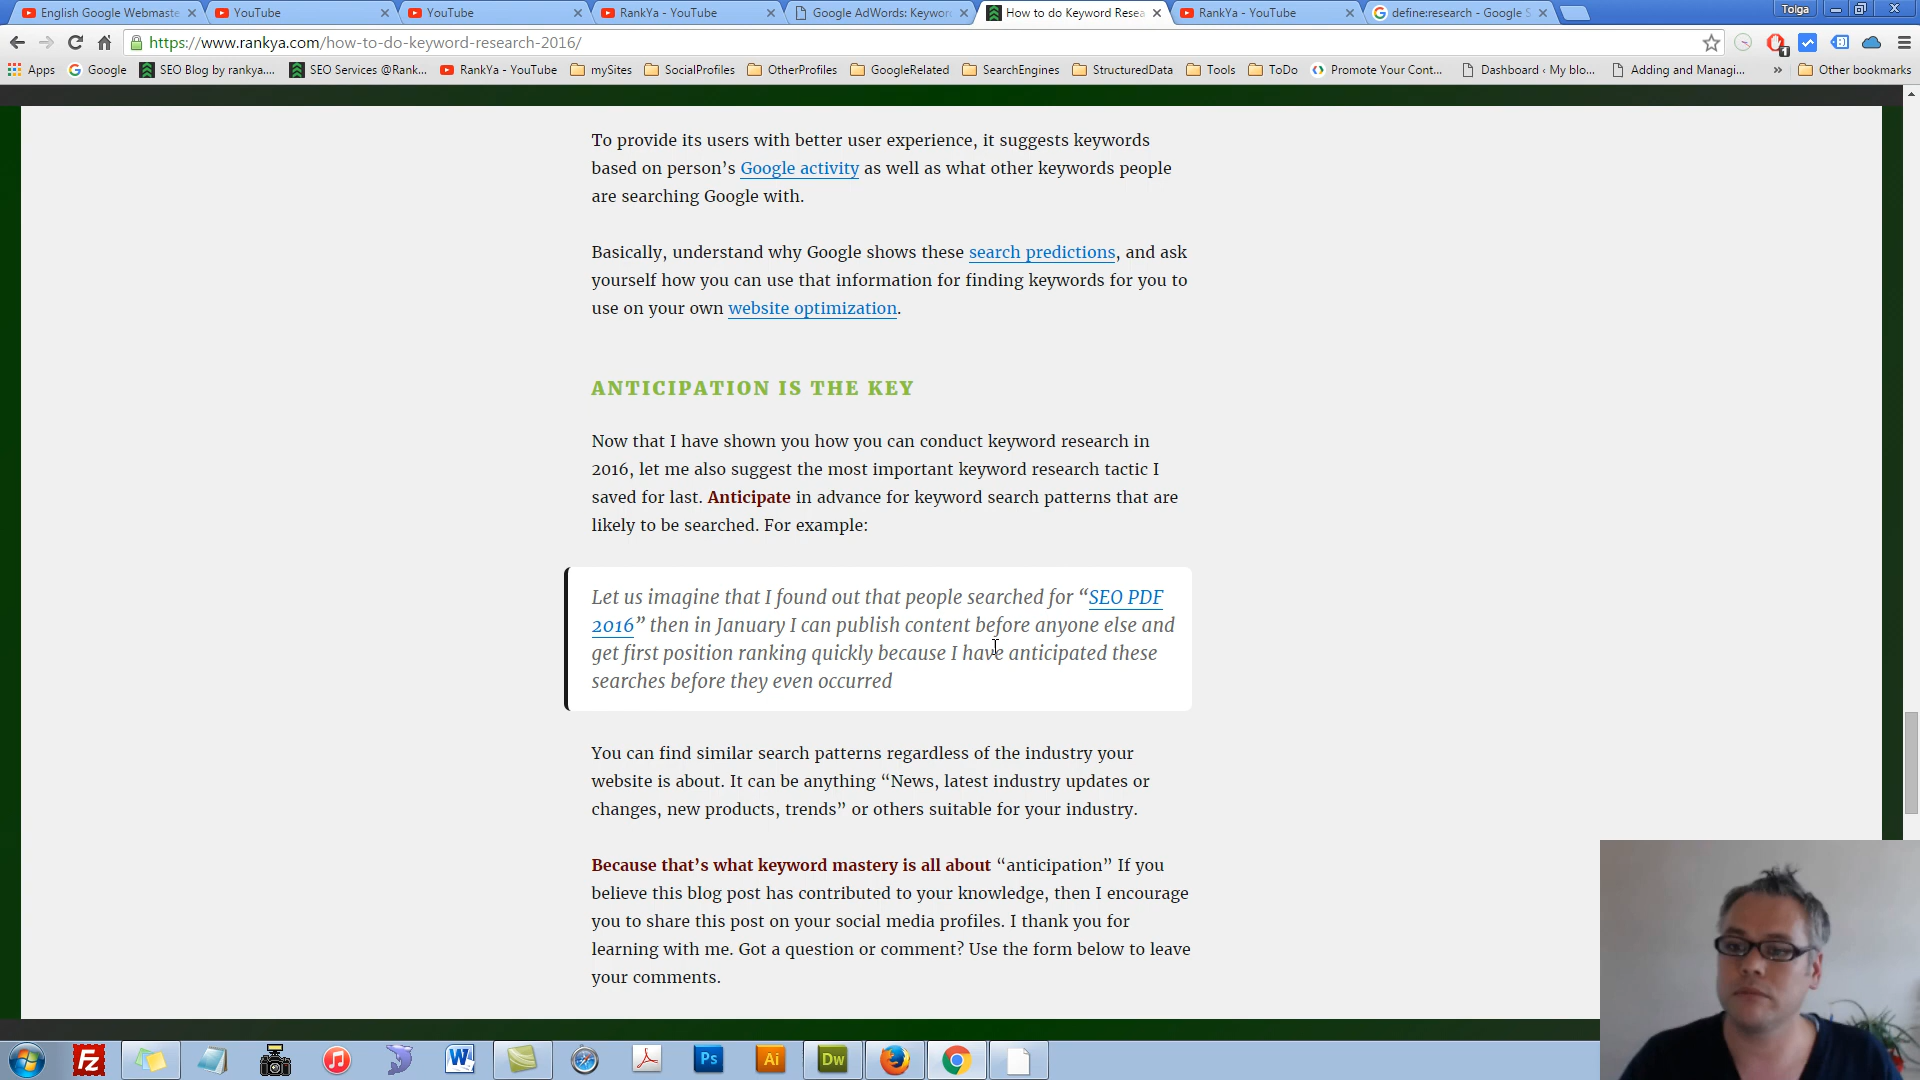 English Google Webmaste
YouTube
YouTube
RankYa - YouTube
Google AdWords: Keywor
How to do Keyword Resea
RankYa - YouTube
define:research - Google S
Tolga
https://www.rankya.com/how-to-do-keyword-research-2016/
1
Apps
Google
SEO Blog by rankya....
SEO Services @Rank...
RankYa - YouTube
mySites
SocialProfiles
OtherProfiles
GoogleRelated
SearchEngines
StructuredData
Tools
ToDo
Promote Your Cont...
Dashboard ‹ My blo...
Adding and Managi...
»
Other bookmarks
To provide its users with better user experience, it suggests keywords
based on person’s Google activity as well as what other keywords people
are searching Google with.
Basically, understand why Google shows these search predictions, and ask
yourself how you can use that information for finding keywords for you to
use on your own website optimization.
ANTICIPATION IS THE KEY
Now that I have shown you how you can conduct keyword research in
2016, let me also suggest the most important keyword research tactic I
saved for last. Anticipate in advance for keyword search patterns that are
likely to be searched. For example:
Let us imagine that I found out that people searched for “SEO PDF
2016” then in January I can publish content before anyone else and
get first position ranking quickly because I have anticipated these
searches before they even occurred
You can find similar search patterns regardless of the industry your
website is about. It can be anything “News, latest industry updates or
changes, new products, trends” or others suitable for your industry.
Because that’s what keyword mastery is all about “anticipation” If you
believe this blog post has contributed to your knowledge, then I encourage
you to share this post on your social media profiles. I thank you for
learning with me. Got a question or comment? Use the form below to leave
your comments.
Fz
W
Ps
Ai
Dw